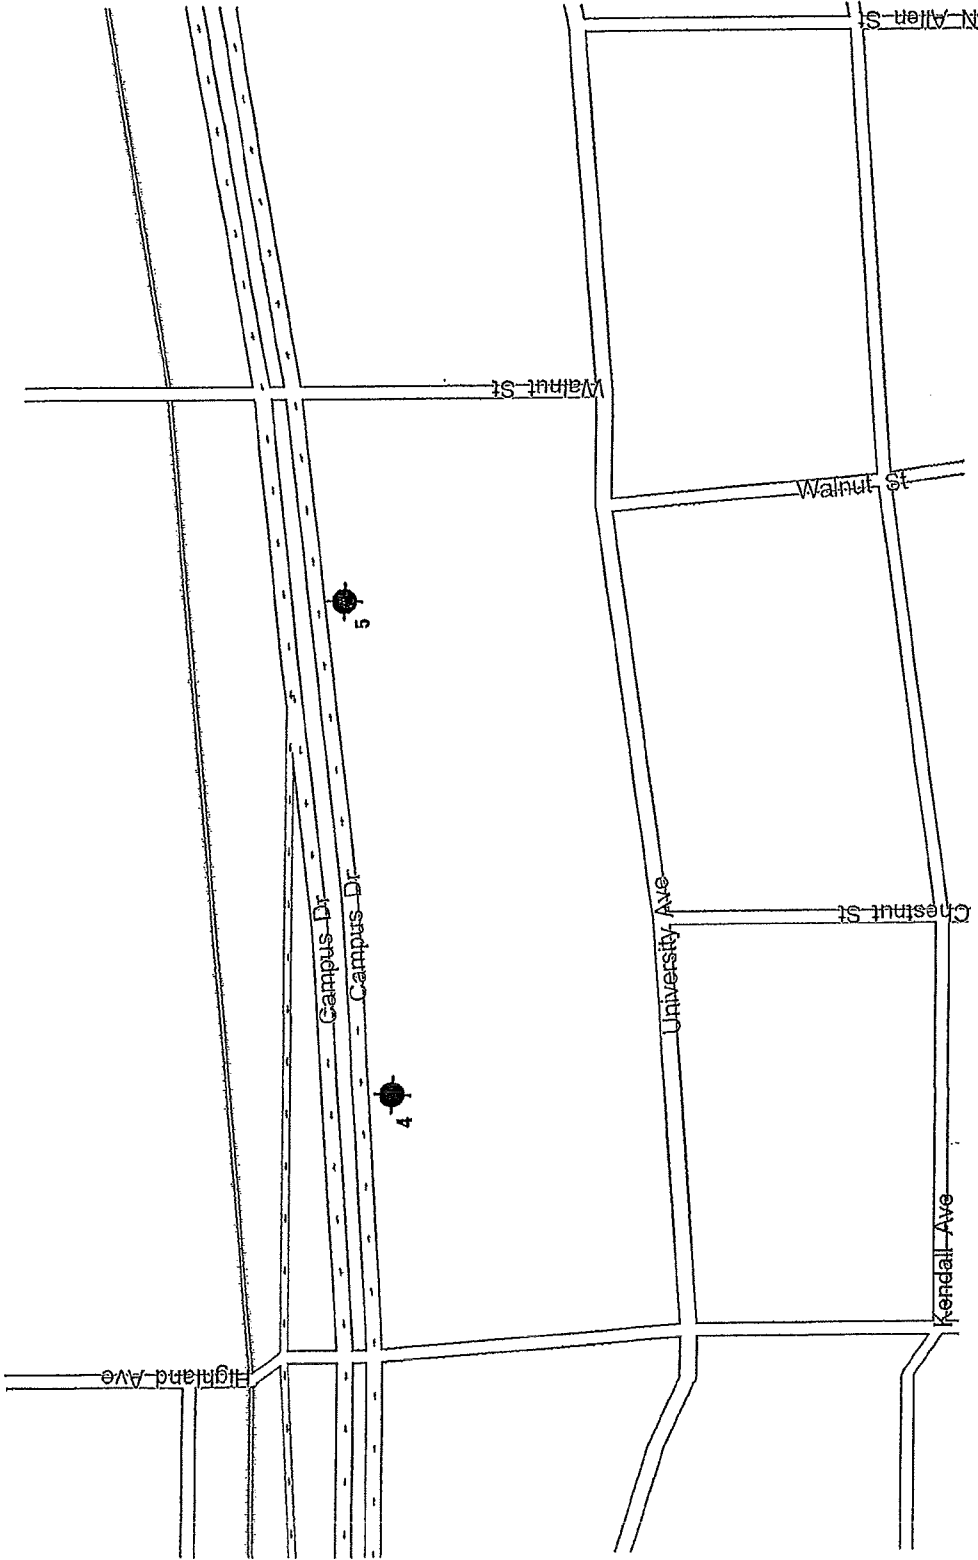 N Allen St
Walnut St
Walnut St
5
Campus Dr
Campus Dr
University Ave
Chestnut St
4
Kendall Ave
Highland Ave